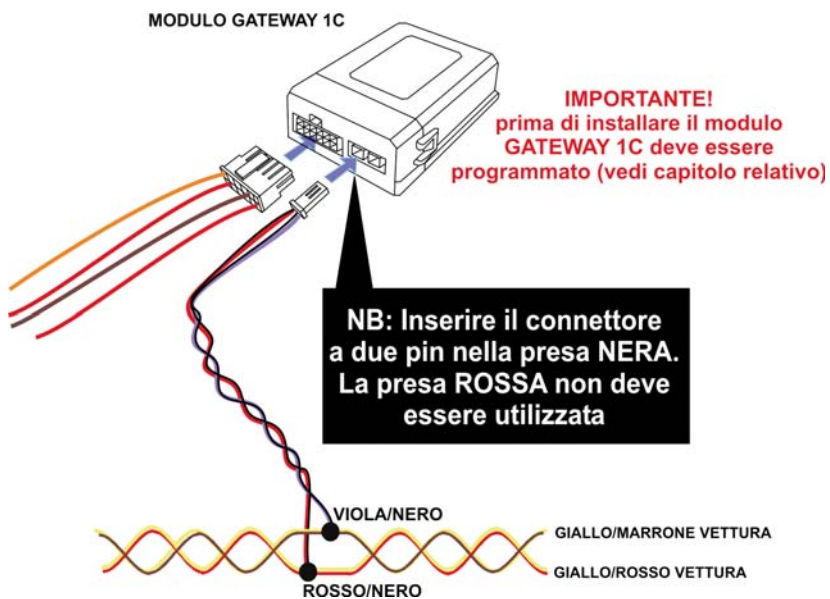 MODULO GATEWAY 1C
IMPORTANTE!
prima di installare il modulo
GATEWAY 1C deve essere
programmato (vedi capitolo relativo)
NB: Inserire il connettore
a due pin nella presa NERA.
La presa ROSSA non deve
essere utilizzata
VIOLA/NERO
GIALLO/MARRONE VETTURA
GIALLO/ROSSO VETTURA
ROSSO/NERO